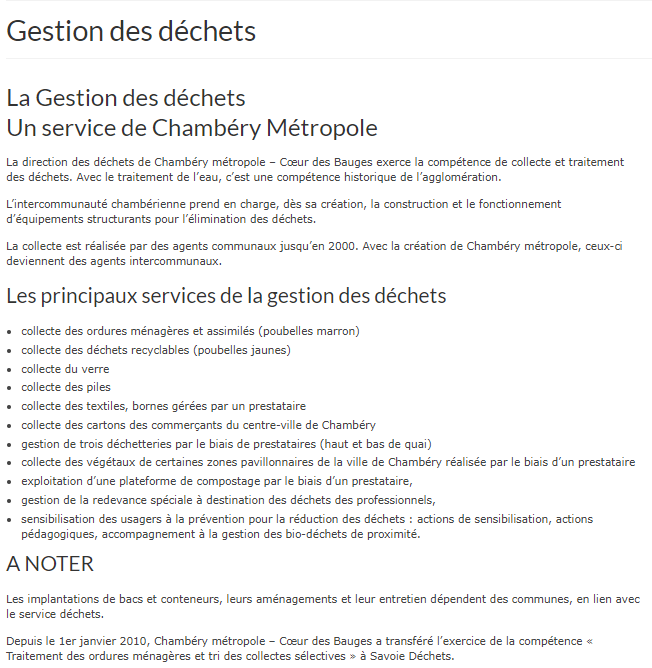 Gestion des déchets
La Gestion des déchets
Un service de Chambéry Métropole
La direction des déchets de Chambéry métropole – Cœur des Bauges exerce la compétence de collecte et traitement
des déchets. Avec le traitement de l'eau, c'est une compétence historique de l'agglomération.
L'intercommunauté chambérienne prend en charge, dès sa création, la construction et le fonctionnement
d'équipements structurants pour l'élimination des déchets.
La collecte est réalisée par des agents communaux jusqu'en 2000. Avec la création de Chambéry métropole, ceux-ci
deviennent des agents intercommunaux.
Les principaux services de la gestion des déchets
• collecte des ordures ménagères et assimilés (poubelles marron)
• collecte des déchets recyclables (poubelles jaunes)
• collecte du verre
• collecte des piles
• collecte des textiles, bornes gérées par un prestataire
• collecte des cartons des commerçants du centre-ville de Chambéry
• gestion de trois déchetteries par le biais de prestataires (haut et bas de quai)
• collecte des végétaux de certaines zones pavillonnaires de la ville de Chambéry réalisée par le biais d'un prestataire
• exploitation d'une plateforme de compostage par le biais d'un prestataire,
• gestion de la redevance spéciale à destination des déchets des professionnels,
• sensibilisation des usagers à la prévention pour la réduction des déchets : actions de sensibilisation, actions
pédagogiques, accompagnement à la gestion des bio-déchets de proximité.
A NOTER
Les implantations de bacs et conteneurs, leurs aménagements et leur entretien dépendent des communes, en lien avec
le service déchets.
Depuis le 1er janvier 2010, Chambéry métropole – Cœur des Bauges a transféré l'exercice de la compétence «
Traitement des ordures ménagères et tri des collectes sélectives » à Savoie Déchets.